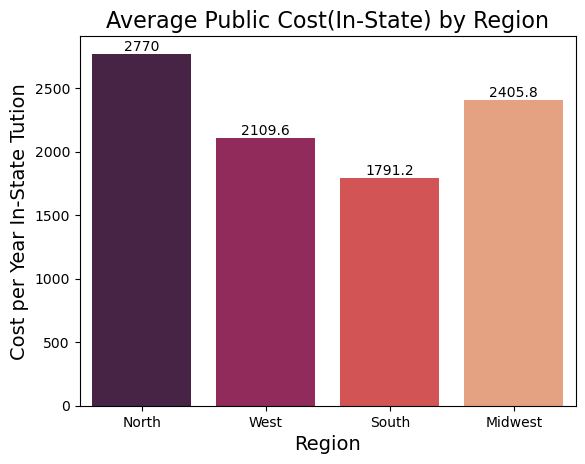 Average Public Cost(In-State) by Region
Cost per Year In-State Tution
2500
2000
1500
1000
500
0
2770
2109.6
1791.2
2405.8
North West South Midwest
Region